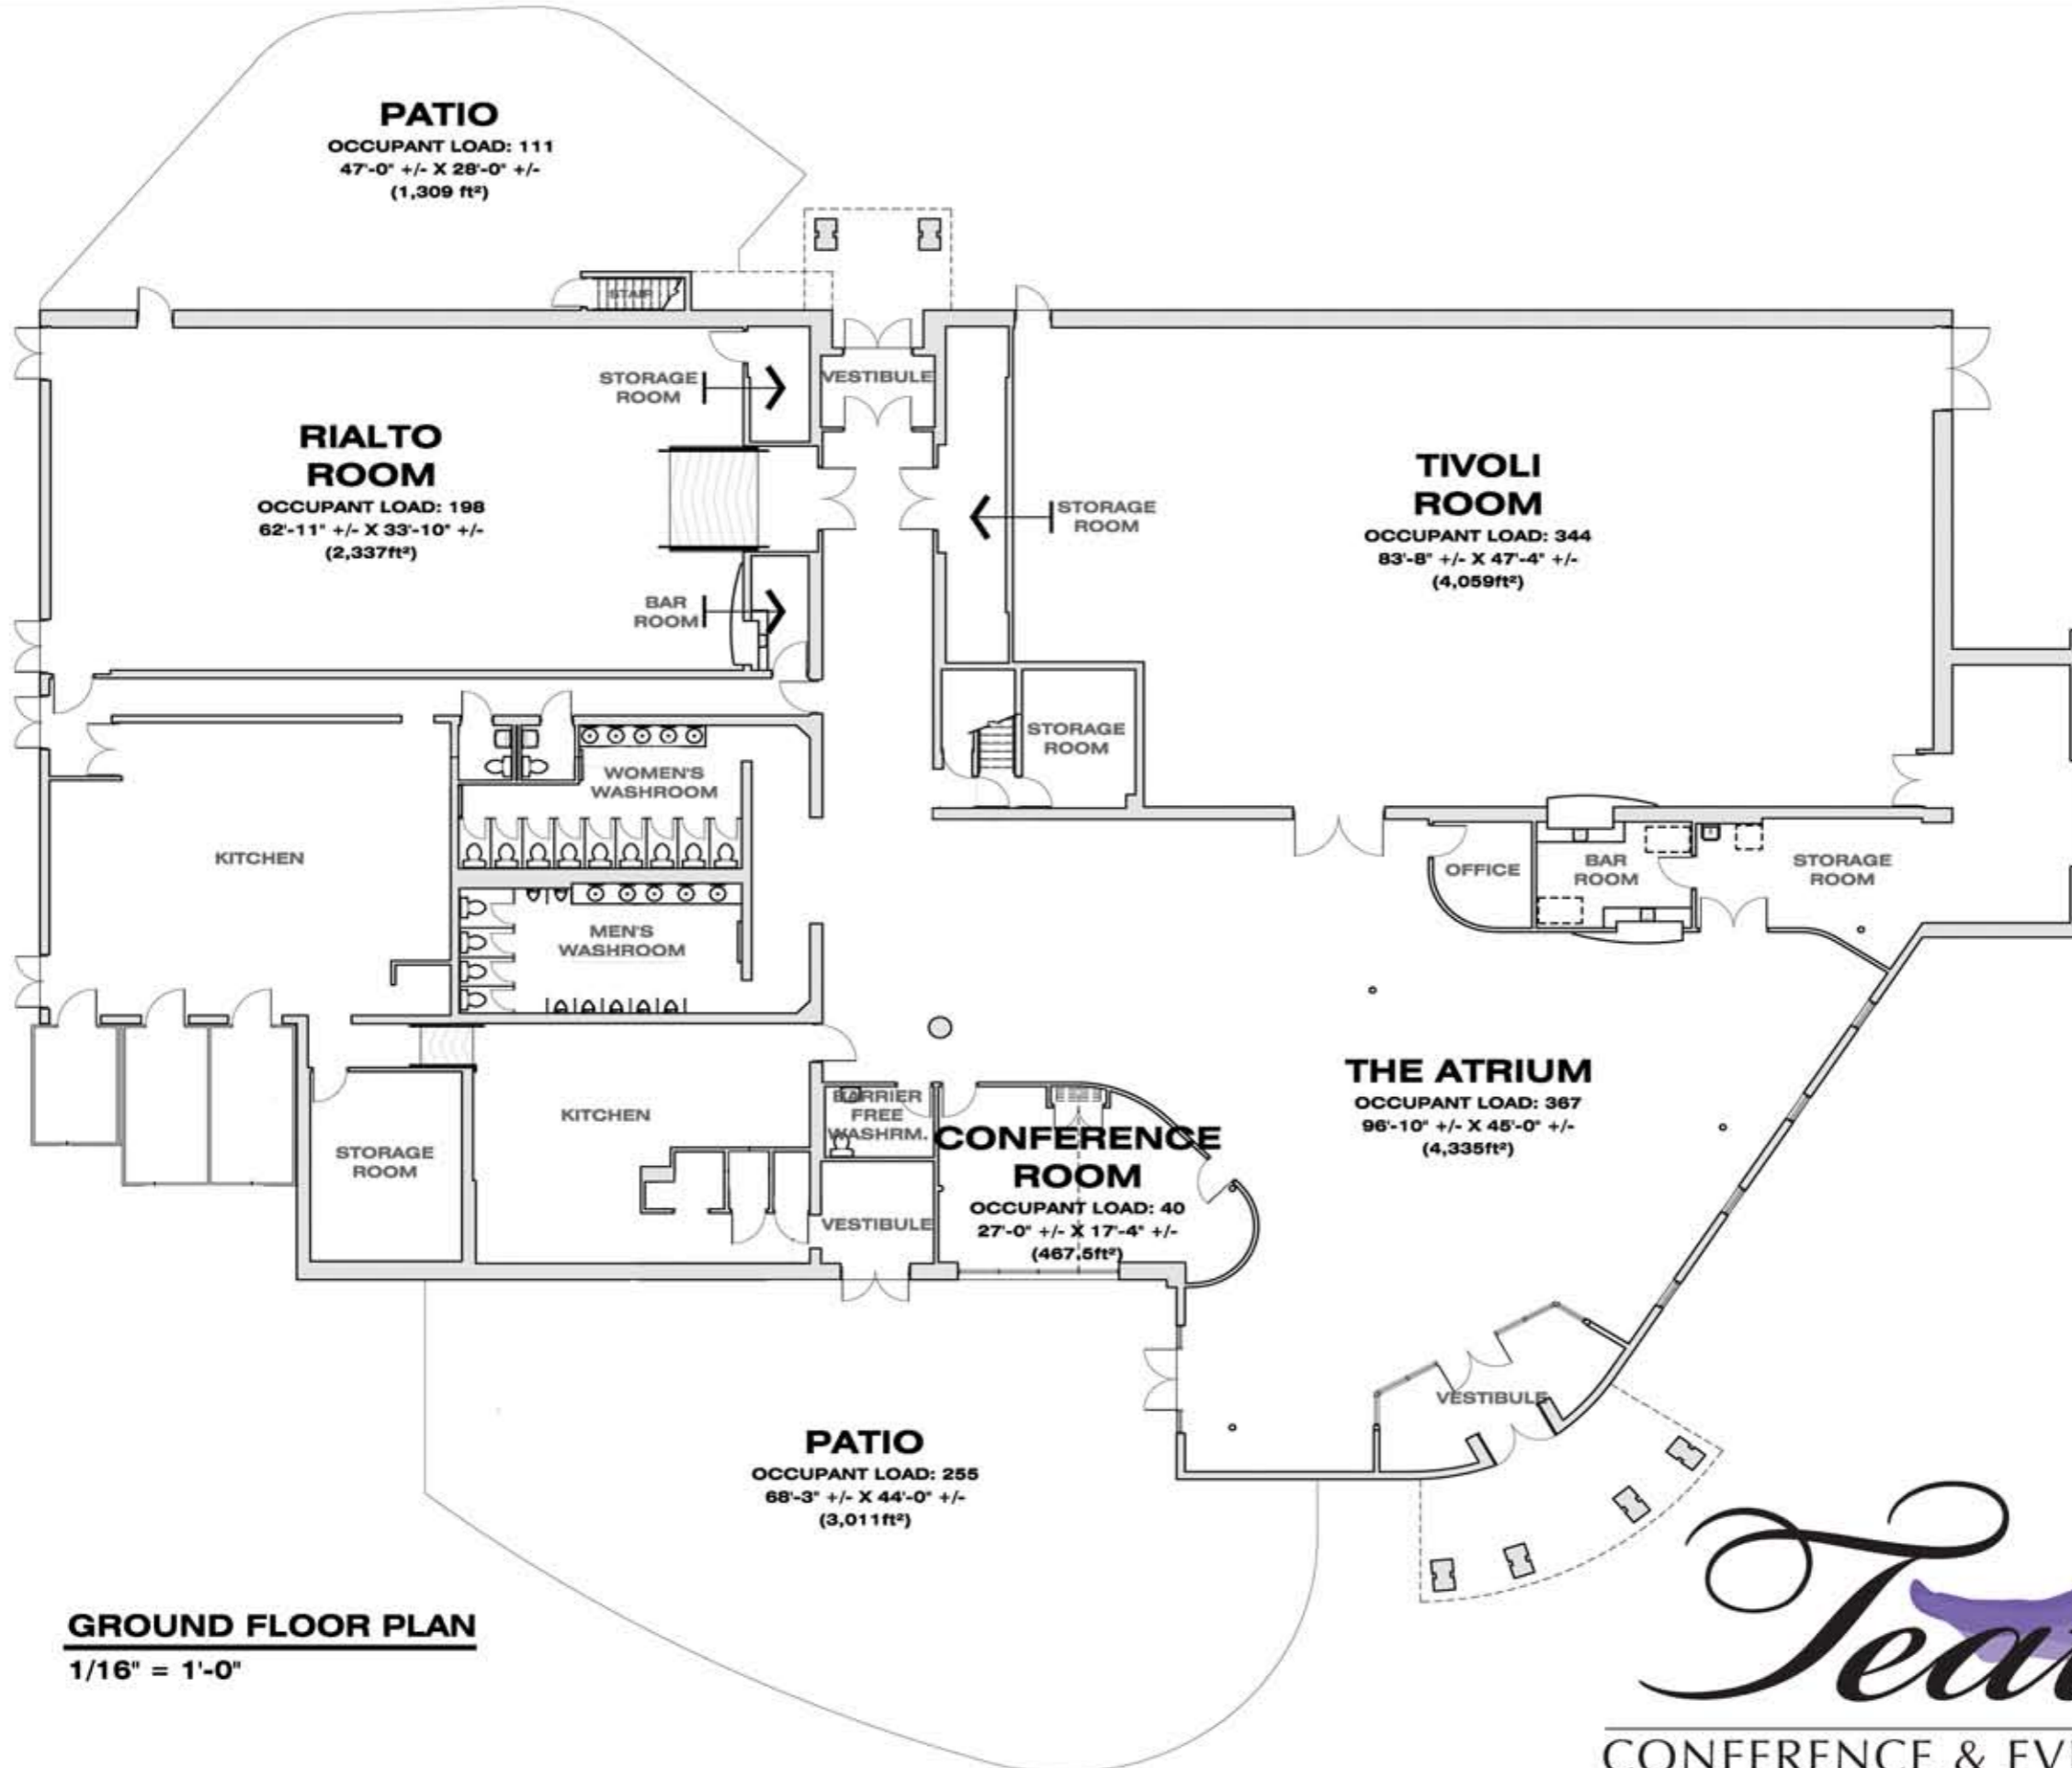 PATIO
OCCUPANT LOAD: 111
47'-0" +/- X 28'-0" +/-
(1,309 ft²)
STAIR
STORAGE
ROOM
VESTIBULE
RIALTO
ROOM
OCCUPANT LOAD: 198
62'-11" +/- X 33'-10" +/-
(2,337ft²)
TIVOLI
ROOM
OCCUPANT LOAD: 344
83'-8" +/- X 47'-4" +/-
(4,059ft²)
STORAGE
ROOM
BAR
ROOM
STORAGE
ROOM
WOMEN'S
WASHROOM
KITCHEN
OFFICE
BAR
ROOM
STORAGE
ROOM
MEN'S
WASHROOM
THE ATRIUM
OCCUPANT LOAD: 367
96'-10" +/- X 45'-0" +/-
(4,335ft²)
KITCHEN
BARRIER
FREE
WASHRM.
CONFERENCE
ROOM
OCCUPANT LOAD: 40
27'-0" +/- X 17'-4" +/-
(467.5ft²)
STORAGE
ROOM
VESTIBULE
VESTIBULE
PATIO
OCCUPANT LOAD: 255
68'-3" +/- X 44'-0" +/-
(3,011ft²)
GROUND FLOOR PLAN
1/16" = 1'-0"
CONFERENCE &